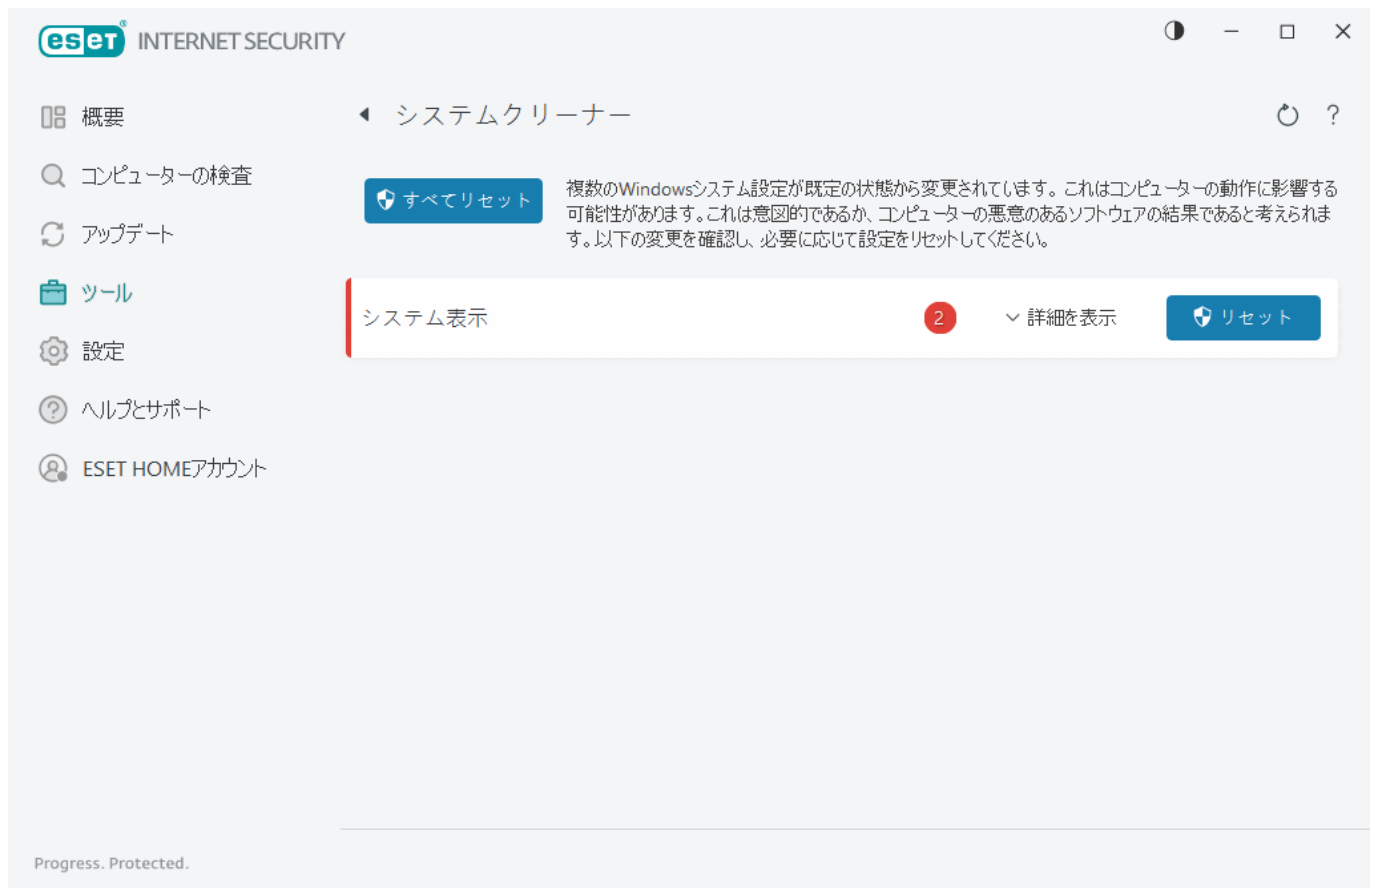 eseT® INTERNET SECURITY
概要
コンピューターの検査
アップデート
ツール
設定
ヘルプとサポート
ESET HOMEアカウント
システムクリーナー
?
すべてリセット
複数のWindowsシステム設定が既定の状態から変更されています。これはコンピューターの動作に影響する
可能性があります。これは意図的であるか、コンピューターの悪意のあるソフトウェアの結果であると考えられま
す。以下の変更を確認し、必要に応じて設定をリセットしてください。
システム表示
2
詳細を表示
リセット
Progress. Protected.